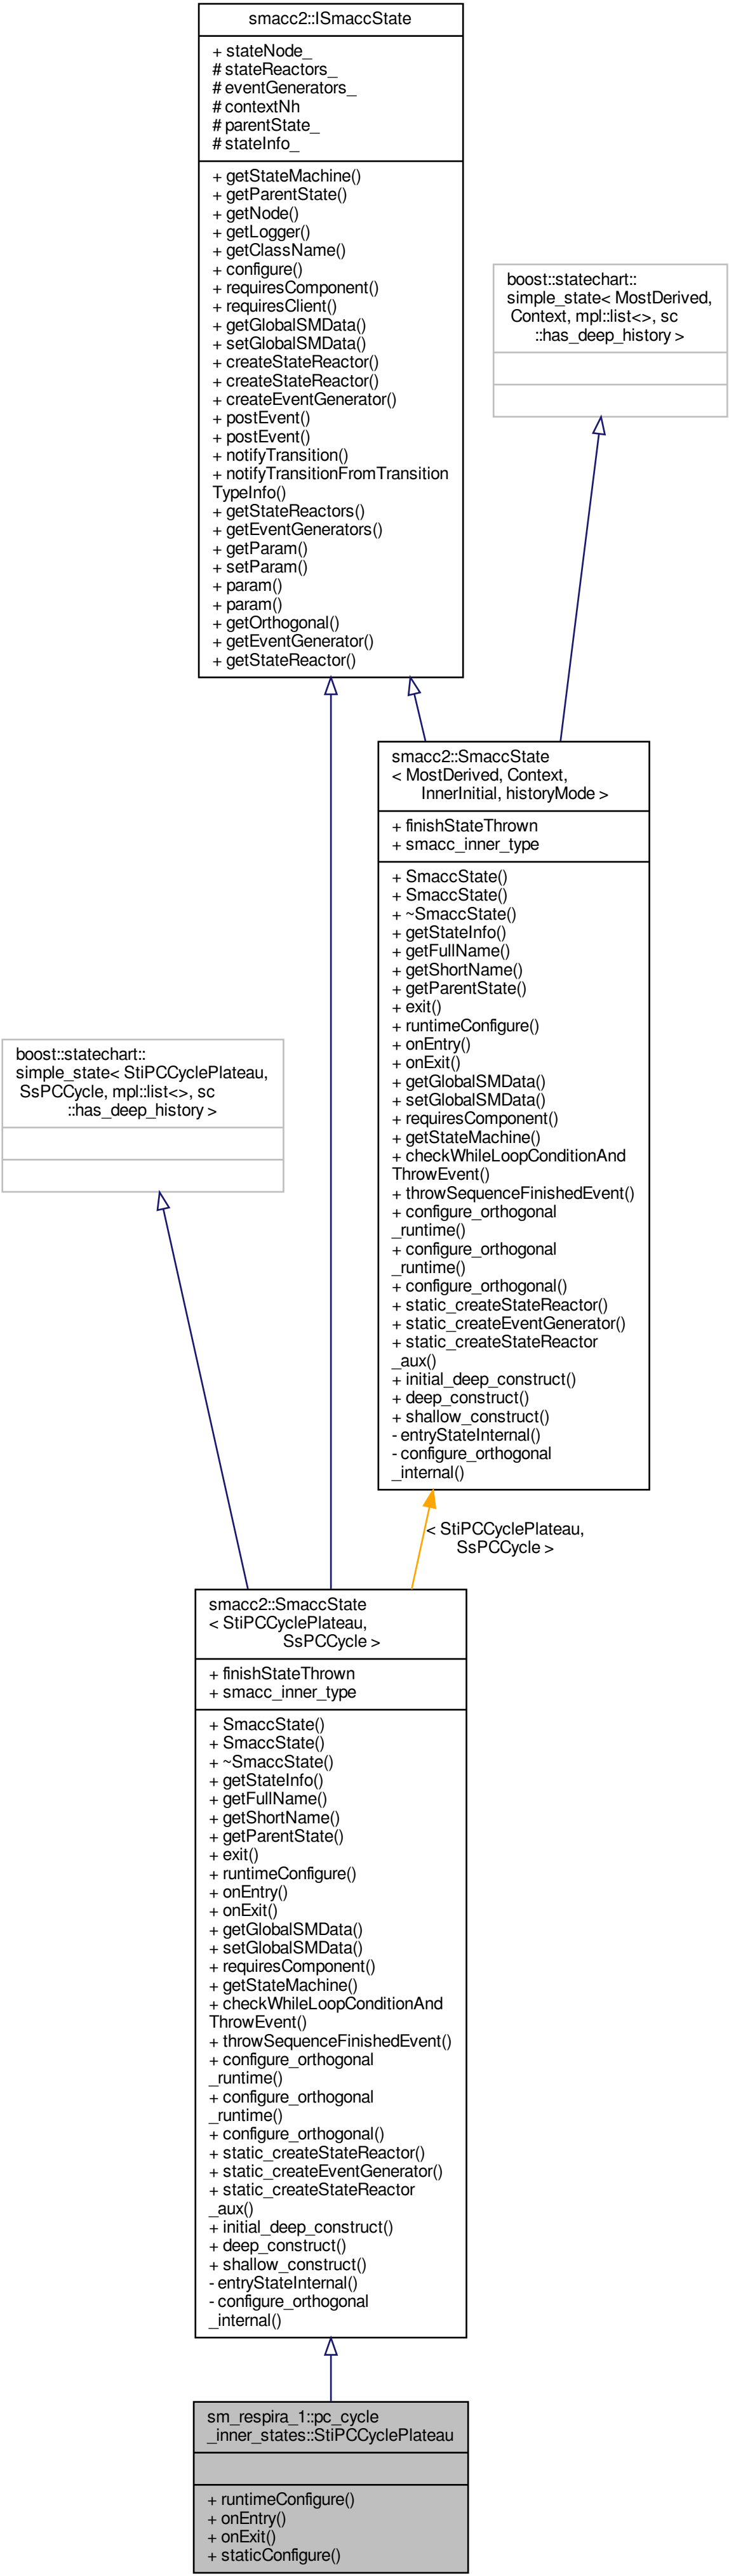 smacc2::ISmaccState
+ stateNode_
# stateReactors_
# eventGenerators_
# contextNh
# parentState_
# stateInfo_
+ getStateMachine()
+ getParentState()
+ getNode()
+ getLogger()
+ getClassName()
+ configure()
+ requiresComponent()
+ requiresClient()
+ getGlobalSMData()
+ setGlobalSMData()
+ createStateReactor()
+ createStateReactor()
+ createEventGenerator()
+ postEvent()
+ postEvent()
+ notifyTransition()
+ notifyTransitionFromTransition
TypeInfo()
+ getStateReactors()
+ getEventGenerators()
+ getParam()
+ setParam()
+ param()
+ param()
+ getOrthogonal()
+ getEventGenerator()
+ getStateReactor()
boost::statechart::
simple_state< MostDerived,
Context, mpl::list<>, sc
::has_deep_history >
smacc2::SmaccState
< MostDerived, Context,
InnerInitial, historyMode >
+ finishStateThrown
+ smacc_inner_type
+ SmaccState()
+ SmaccState()
+ ~SmaccState()
+ getStateInfo()
+ getFullName()
+ getShortName()
+ getParentState()
+ exit()
+ runtimeConfigure()
+ onEntry()
+ onExit()
+ getGlobalSMData()
+ setGlobalSMData()
+ requiresComponent()
+ getStateMachine()
+ checkWhileLoopConditionAnd
ThrowEvent()
+ throwSequenceFinishedEvent()
+ configure_orthogonal
_runtime()
+ configure_orthogonal
_runtime()
+ configure_orthogonal()
+ static_createStateReactor()
+ static_createEventGenerator()
+ static_createStateReactor
_aux()
+ initial_deep_construct()
+ deep_construct()
+ shallow_construct()
- entryStateInternal()
- configure_orthogonal
_internal()
boost::statechart::
simple_state< StiPCCyclePlateau,
SsPCCycle, mpl::list<>, sc
::has_deep_history >
< StiPCCyclePlateau,
SsPCCycle >
smacc2::SmaccState
< StiPCCyclePlateau,
SsPCCycle >
+ finishStateThrown
+ smacc_inner_type
+ SmaccState()
+ SmaccState()
+ ~SmaccState()
+ getStateInfo()
+ getFullName()
+ getShortName()
+ getParentState()
+ exit()
+ runtimeConfigure()
+ onEntry()
+ onExit()
+ getGlobalSMData()
+ setGlobalSMData()
+ requiresComponent()
+ getStateMachine()
+ checkWhileLoopConditionAnd
ThrowEvent()
+ throwSequenceFinishedEvent()
+ configure_orthogonal
_runtime()
+ configure_orthogonal
_runtime()
+ configure_orthogonal()
+ static_createStateReactor()
+ static_createEventGenerator()
+ static_createStateReactor
_aux()
+ initial_deep_construct()
+ deep_construct()
+ shallow_construct()
- entryStateInternal()
- configure_orthogonal
_internal()
sm_respira_1::pc_cycle
_inner_states::StiPCCyclePlateau
+ runtimeConfigure()
+ onEntry()
+ onExit()
+ staticConfigure()